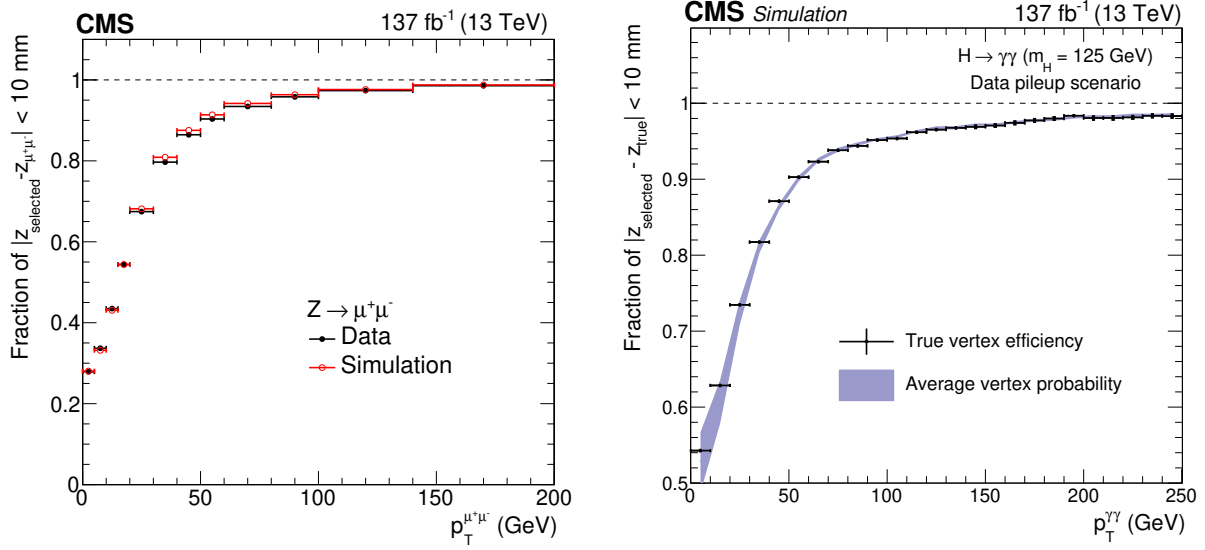 CMS
137 fb⁻¹ (13 TeV)
Fraction of |z_selected-z_μ⁺μ⁻| < 10 mm
1
0.8
0.6
0.4
0.2
0
Z → μ⁺μ⁻
Data
Simulation
0 50 100 150 200
p_T^μ⁺μ⁻ (GeV)
CMS Simulation
137 fb⁻¹ (13 TeV)
H → γγ (m_H = 125 GeV)
Data pileup scenario
Fraction of |z_selected - z_true| < 10 mm
1
0.9
0.8
0.7
0.6
0.5
True vertex efficiency
Average vertex probability
0 50 100 150 200 250
p_T^γγ (GeV)